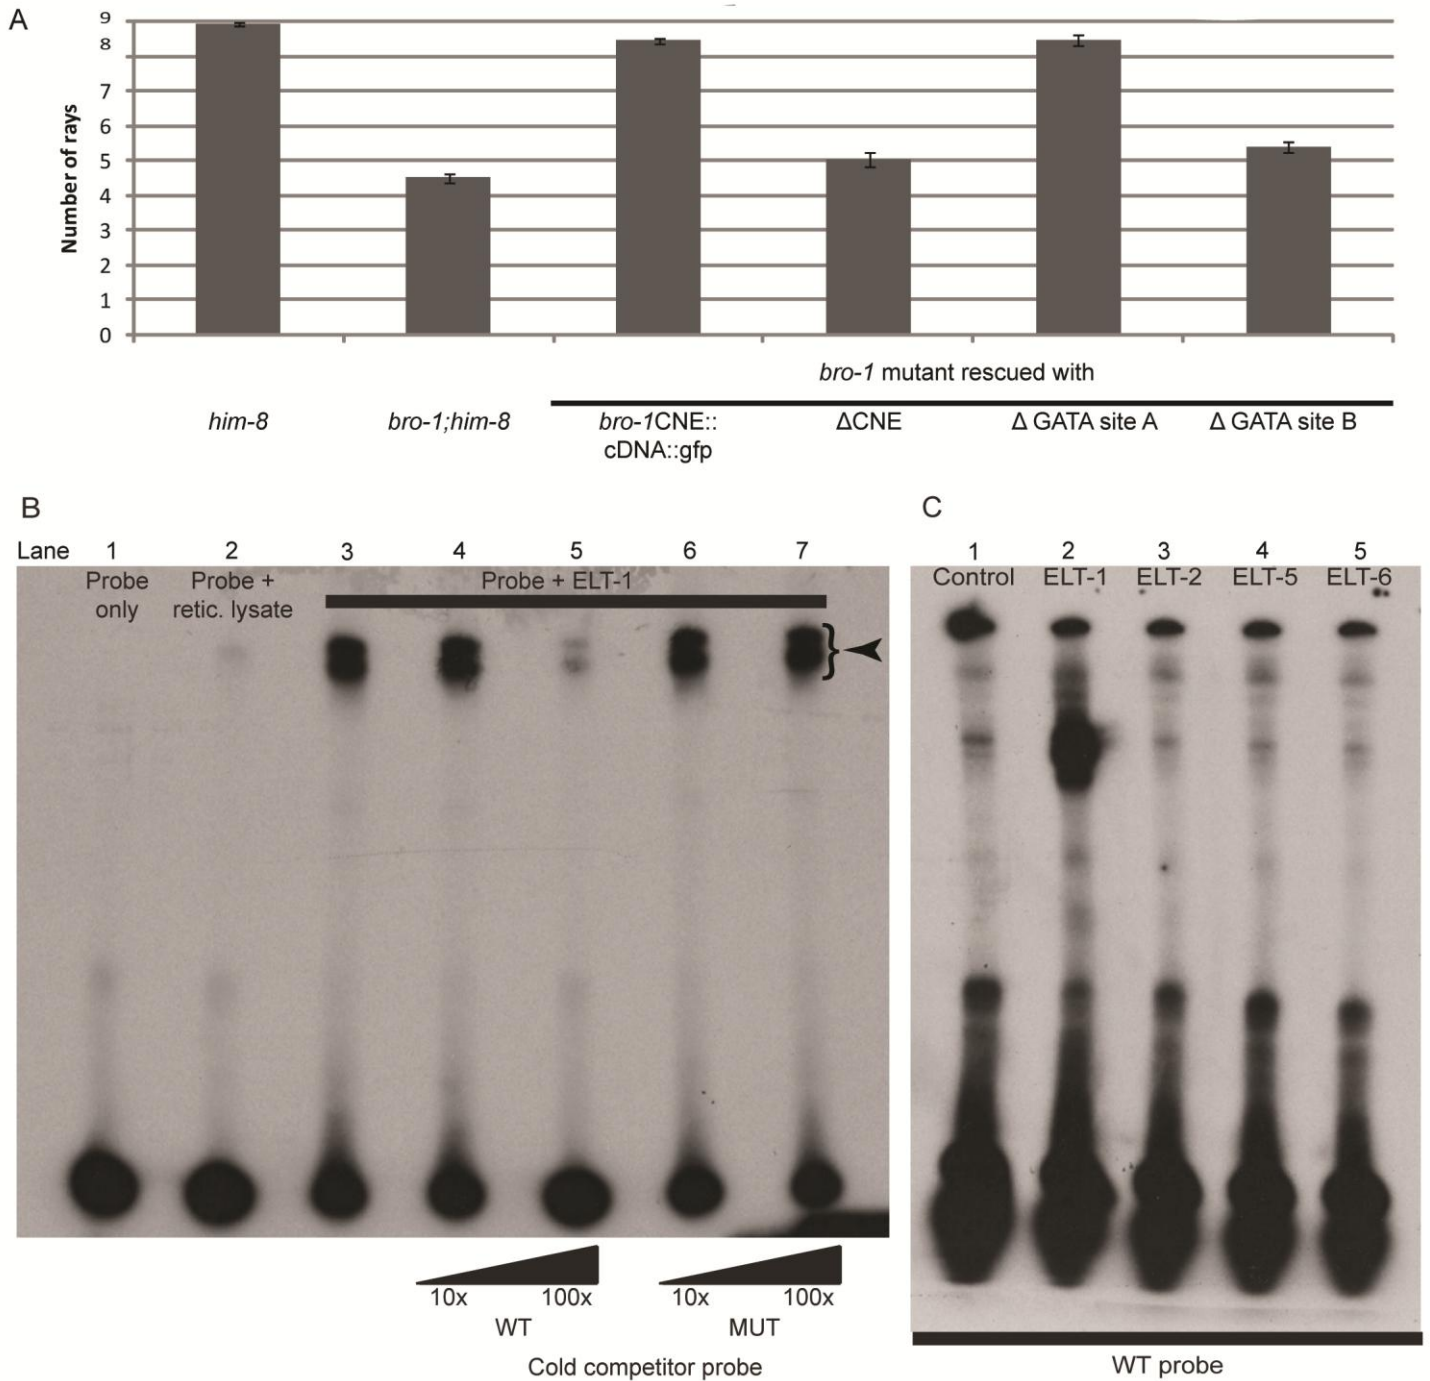 A
9
8
7
6
5
4
3
2
1
0
Number of rays
bro-1 mutant rescued with
him-8
bro-1;him-8
bro-1CNE::
cDNA::gfp
ΔCNE
Δ GATA site A
Δ GATA site B
B
Lane 1 2 3 4 5 6 7
Probe only
Probe +
retic. lysate
Probe + ELT-1
10x 100x 10x 100x
WT MUT
Cold competitor probe
C
1 2 3 4 5
Control ELT-1 ELT-2 ELT-5 ELT-6
WT probe